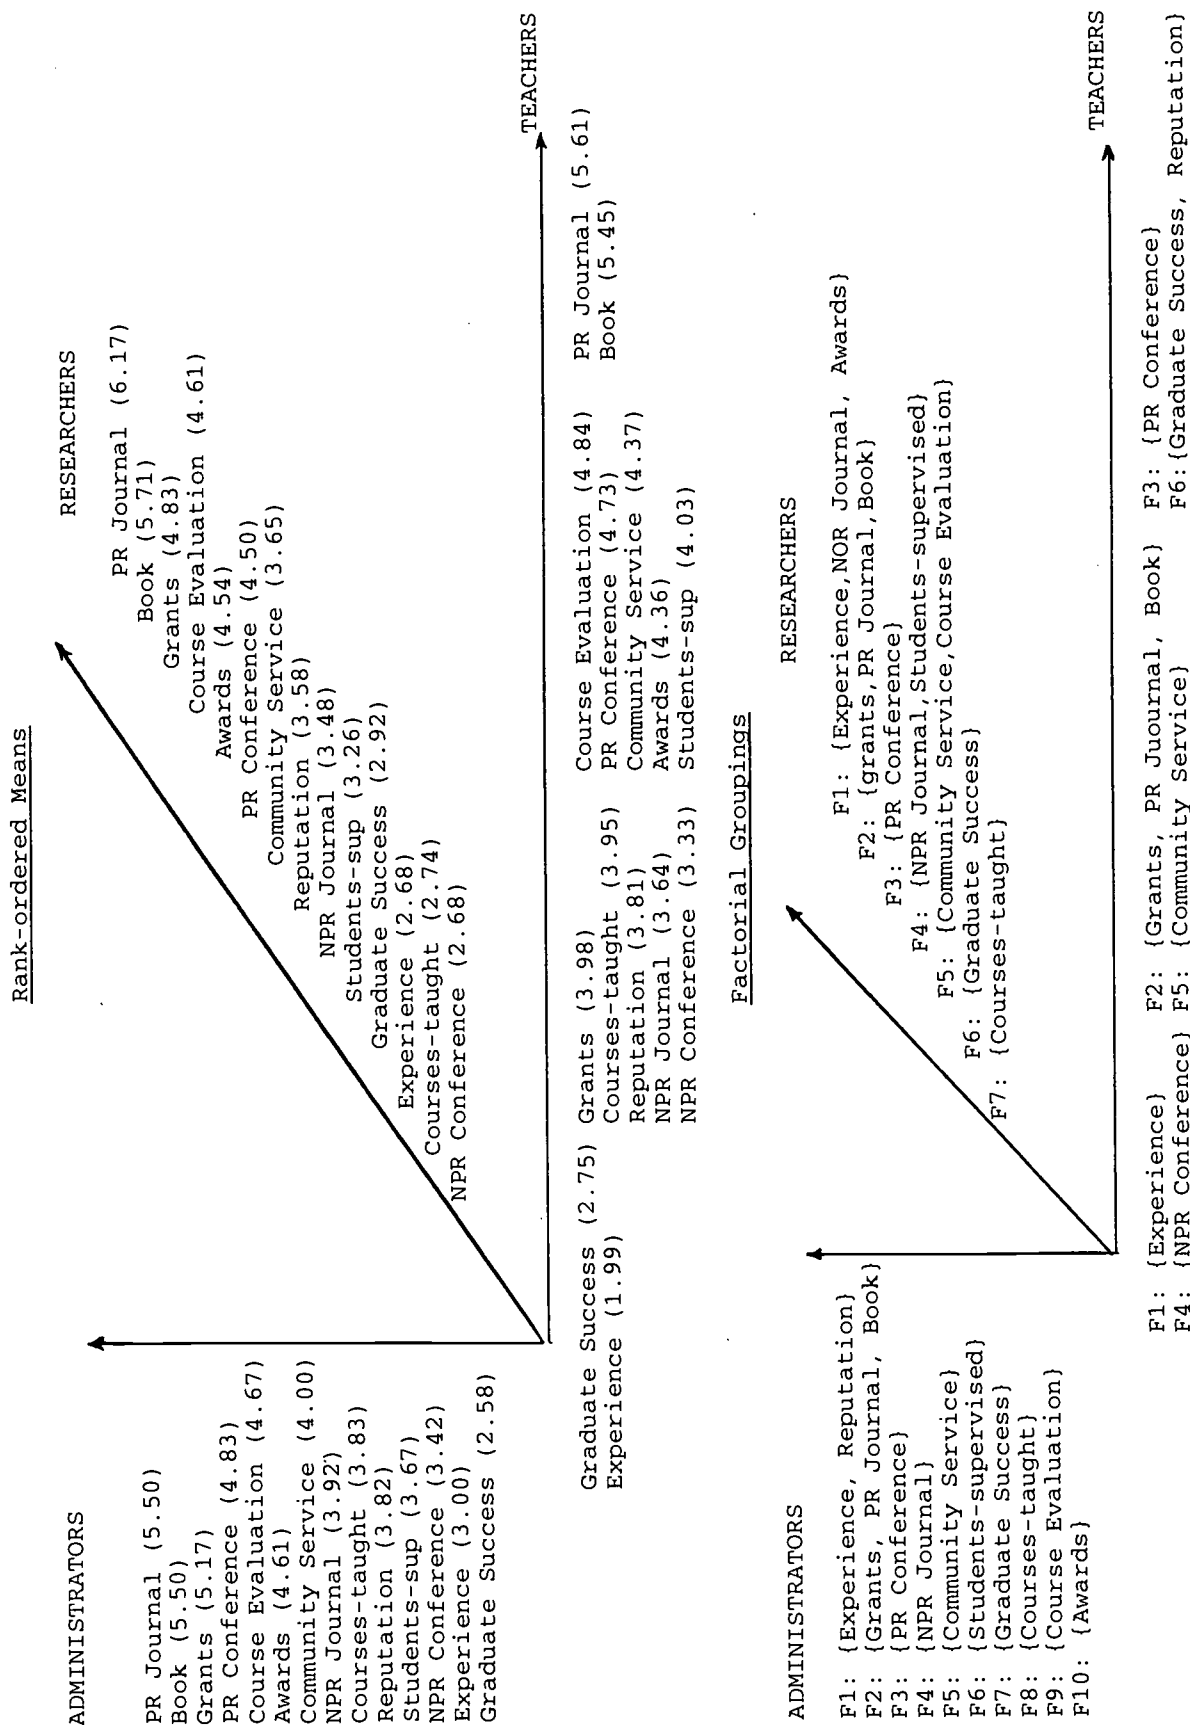 Rank-ordered Means
ADMINISTRATORS
PR Journal (5.50)
Book (5.50)
Grants (5.17)
PR Conference (4.83)
Course Evaluation (4.67)
Awards (4.61)
Community Service (4.00)
NPR Journal (3.92)
Courses-taught (3.83)
Reputation (3.82)
Students-sup (3.67)
NPR Conference (3.42)
Experience (3.00)
Graduate Success (2.58)
RESEARCHERS
PR Journal (6.17)
Book (5.71)
Grants (4.83)
Course Evaluation (4.61)
Awards (4.54)
PR Conference (4.50)
Community Service (3.65)
Reputation (3.58)
NPR Journal (3.48)
Students-sup (3.26)
Graduate Success (2.92)
Experience (2.68)
Courses-taught (2.74)
NPR Conference (2.68)
TEACHERS
Graduate Success (2.75)
Experience (1.99)
Grants (3.98)
Courses-taught (3.95)
Reputation (3.81)
NPR Journal (3.64)
NPR Conference (3.33)
Course Evaluation (4.84)
PR Conference (4.73)
Community Service (4.37)
Awards (4.36)
Students-sup (4.03)
PR Journal (5.61)
Book (5.45)
Factorial Groupings
ADMINISTRATORS
F1: {Experience, Reputation}
F2: {Grants, PR Journal, Book}
F3: {PR Conference}
F4: {NPR Journal}
F5: {Community Service}
F6: {Students-supervised}
F7: {Graduate Success}
F8: {Courses-taught}
F9: {Course Evaluation}
F10: {Awards}
RESEARCHERS
F1: {Experience,NOR Journal, Awards}
F2: {grants,PR Journal,Book}
F3: {PR Conference}
F4: {NPR Journal,Students-supervised}
F5: {Community Service,Course Evaluation}
F6: {Graduate Success}
F7: {Courses-taught}
TEACHERS
F1: {Experience} F2: {Grants, PR Juournal, Book} F3: {PR Conference}
F4: {NPR Conference} F5: {Community Service} F6:{Graduate Success, Reputation}